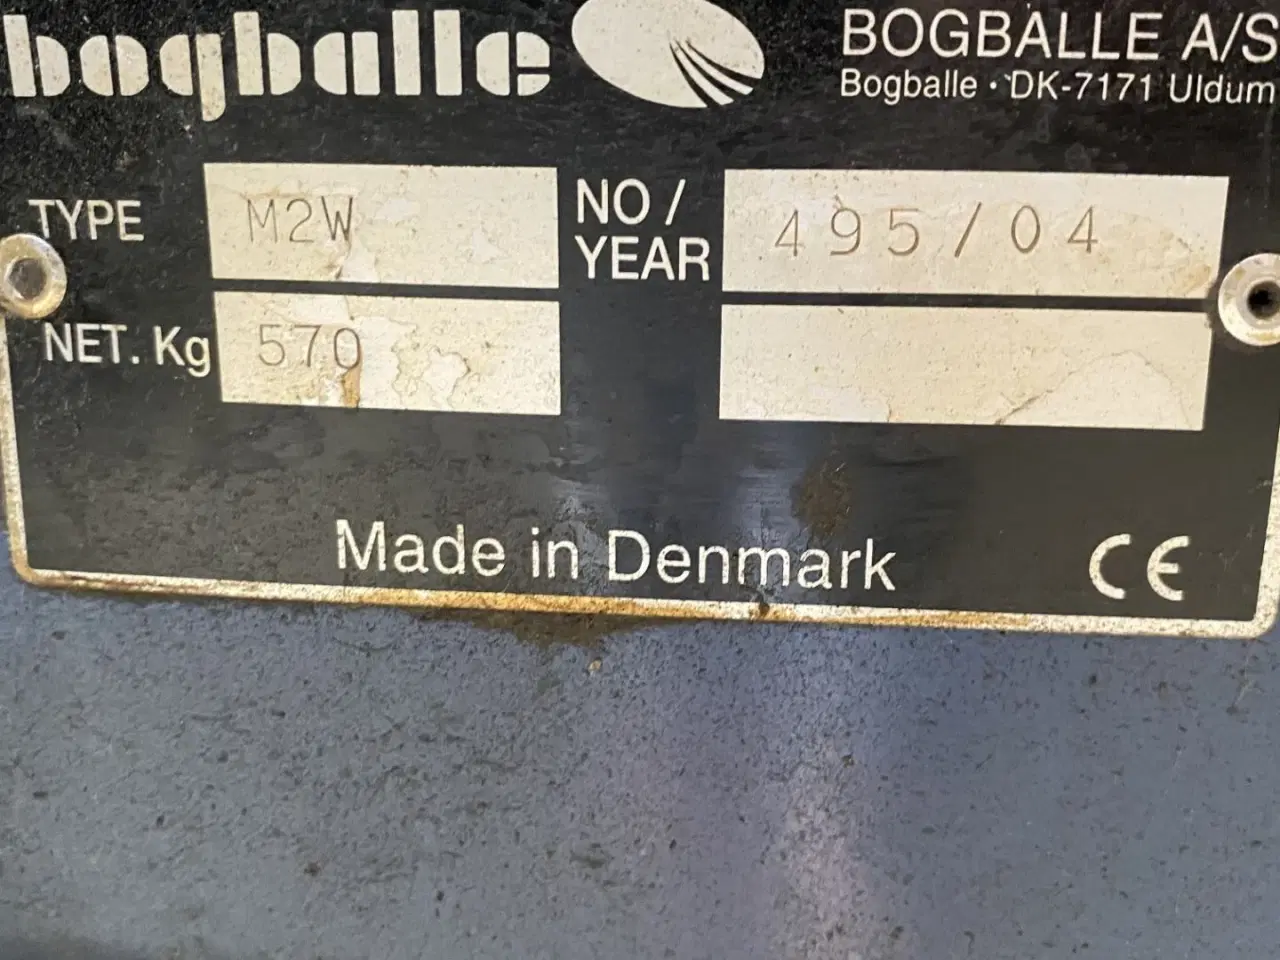 bogballe
BOGBALLE A/S
Bogballe · DK-7171 Uldum
TYPE M2W
NO / YEAR 495/04
NET. Kg 570
Made in Denmark CE